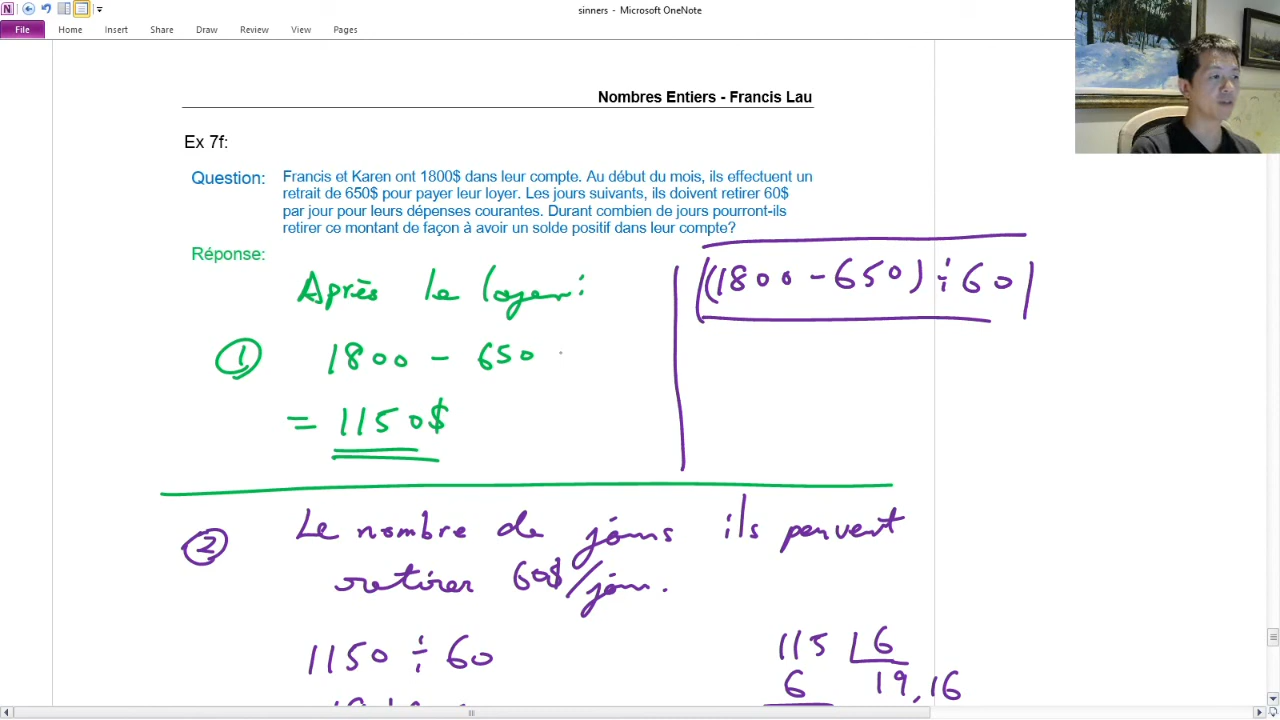 sinners - Microsoft OneNote
File Home Insert Share Draw Review View Pages
Nombres Entiers - Francis Lau
Ex 7f:
Question: Francis et Karen ont 1800$ dans leur compte. Au début du mois, ils effectuent un
retrait de 650$ pour payer leur loyer. Les jours suivants, ils doivent retirer 60$
par jour pour leurs dépenses courantes. Durant combien de jours pourront-ils
retirer ce montant de façon à avoir un solde positif dans leur compte?
Réponse:
Après le loyer:
((1800-650)÷60
① 1800 - 650
= 1150$
② Le nombre de jours ils peuvent
retirer 60$/jour.
1150 ÷ 60
115 6
6 19,16